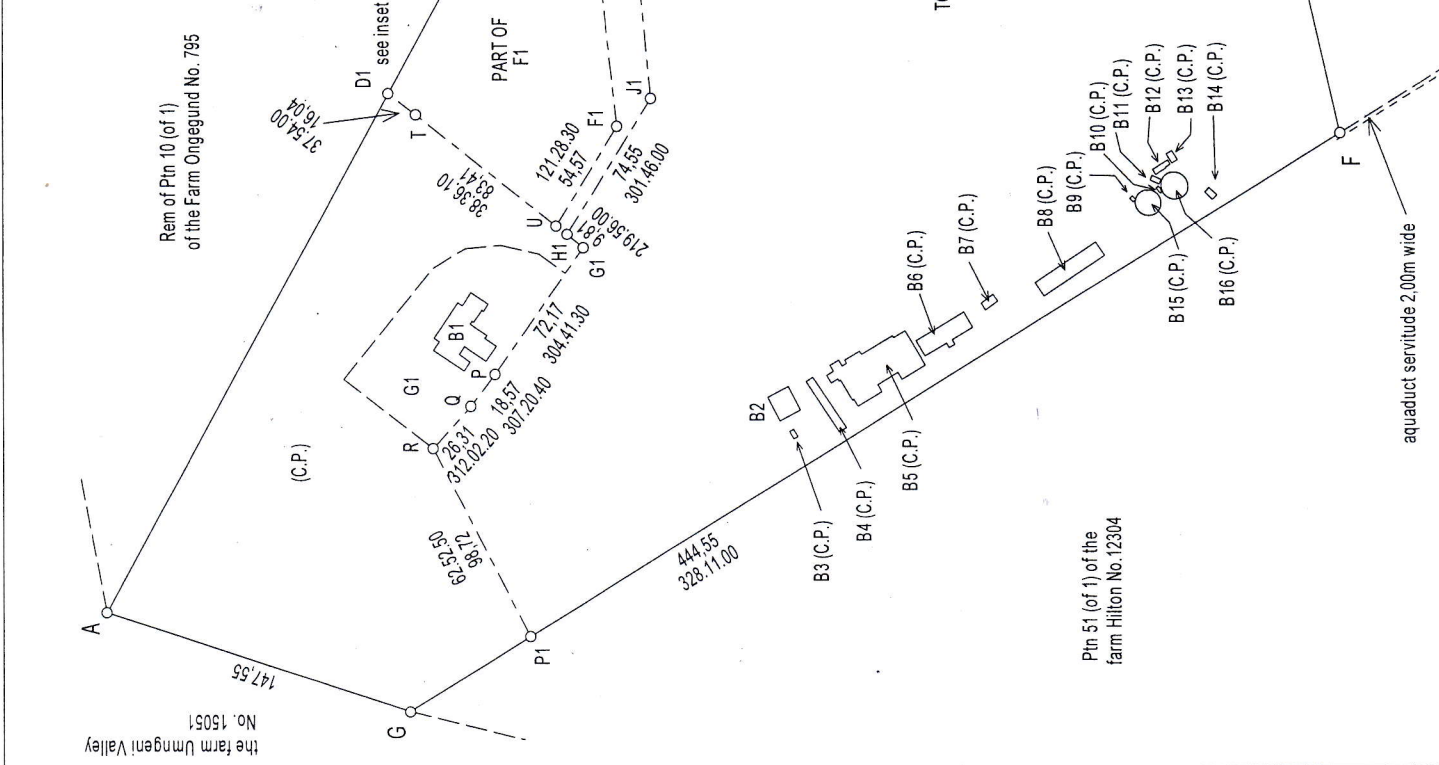 Rem of Ptn 10 (of 1)
of the Farm Ongegund No. 795
D1
see inset
PART OF
F1
37.54.00
16,04
T
A
(C.P.)
38.36.10
83,41
121.28.30
54,57
F1
J1
74,55
301.46.00
U
H1
219.56.00
9,81
G1
G1
B1
R
Q
P
72,17
304.41.30
18,57
307.20.40
26,31
312.02.20
62.52.50
98,72
147,55
the farm Umngeni Valley
No. 15051
G
P1
444,55
328.11.00
B2
B3 (C.P.)
B4 (C.P.)
B5 (C.P.)
B6 (C.P.)
B7 (C.P.)
B8 (C.P.)
B9 (C.P.)
B10 (C.P.)
B11 (C.P.)
B12 (C.P.)
B13 (C.P.)
B14 (C.P.)
B15 (C.P.)
B16 (C.P.)
F
Ptn 51 (of 1) of the
farm Hilton No.12304
aquaduct servitude 2,00m wide